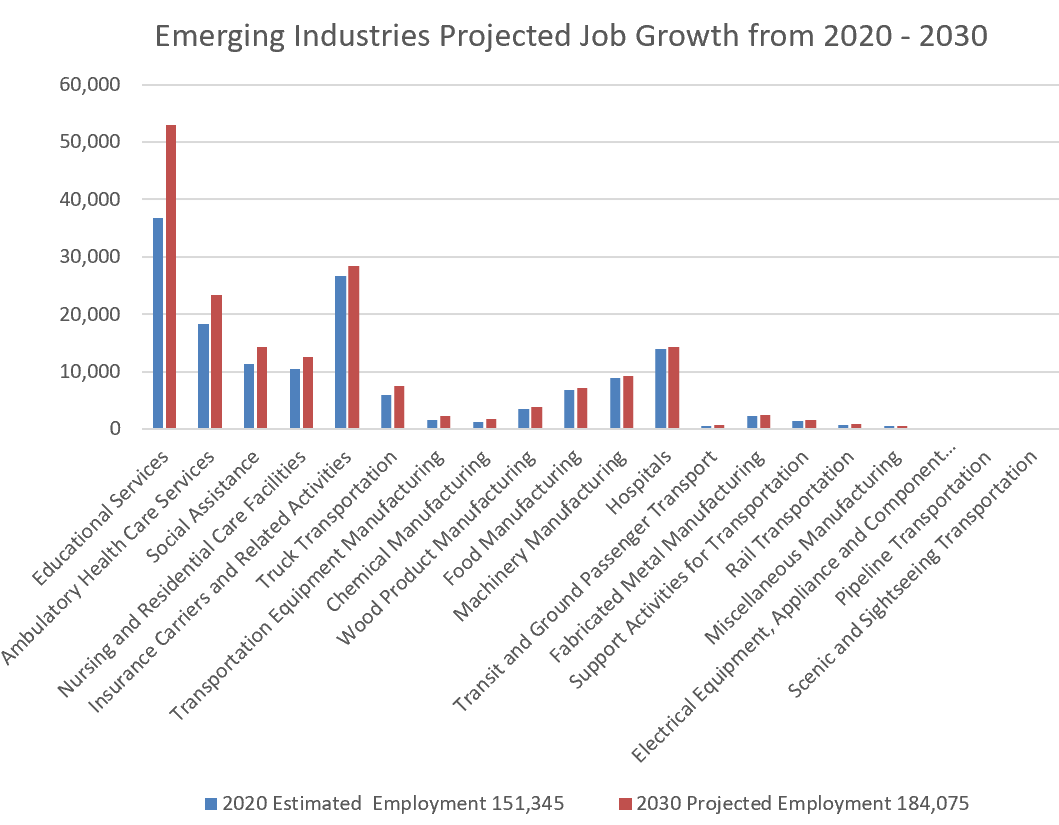 Emerging Industries Projected Job Growth from 2020 - 2030
60,000
50,000
40,000
30,000
20,000
10,000
0
Educational Services
Ambulatory Health Care Services
Social Assistance
Nursing and Residential Care Facilities
Insurance Carriers and Related Activities
Truck Transportation
Transportation Equipment Manufacturing
Chemical Manufacturing
Wood Product Manufacturing
Food Manufacturing
Machinery Manufacturing
Hospitals
Transit and Ground Passenger Transport
Fabricated Metal Manufacturing
Support Activities for Transportation
Rail Transportation
Miscellaneous Manufacturing
Electrical Equipment, Appliance and Component...
Pipeline Transportation
Scenic and Sightseeing Transportation
2020 Estimated  Employment 151,345
2030 Projected Employment 184,075